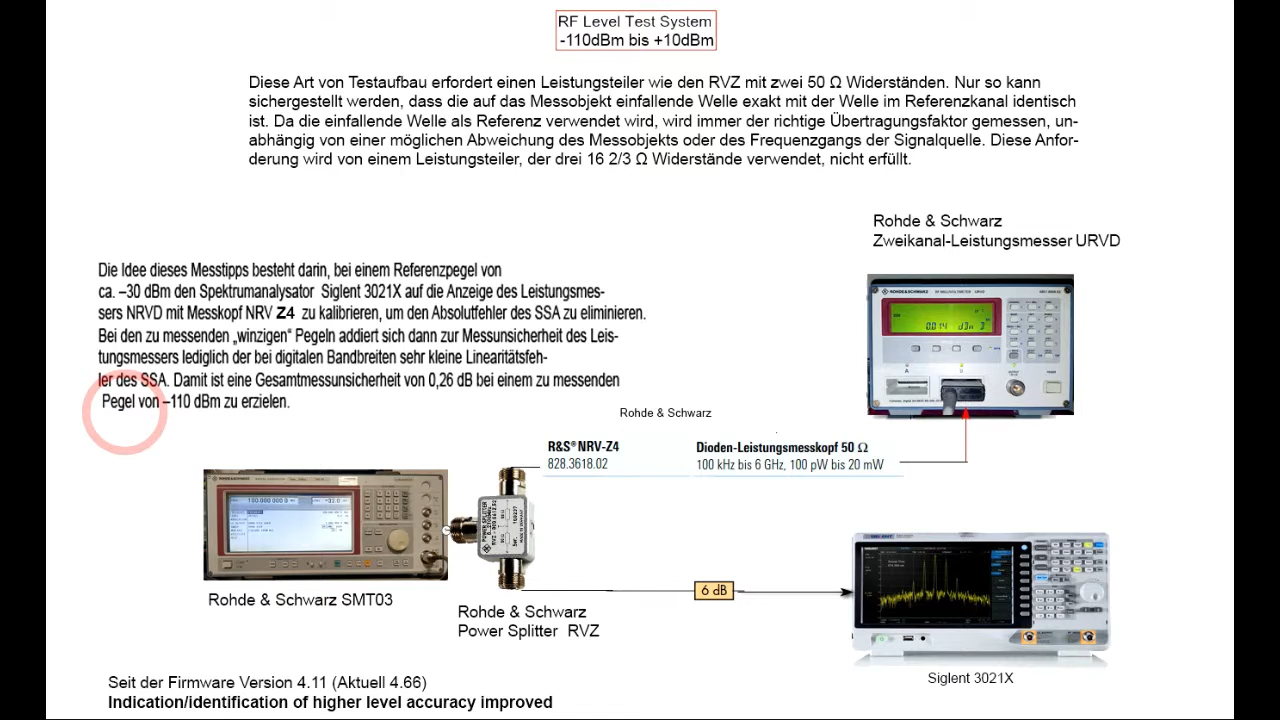 RF Level Test System
-110dBm bis +10dBm
Diese Art von Testaufbau erfordert einen Leistungsteiler wie den RVZ mit zwei 50 Ω Widerständen. Nur so kann
sichergestellt werden, dass die auf das Messobjekt einfallende Welle exakt mit der Welle im Referenzkanal identisch
ist. Da die einfallende Welle als Referenz verwendet wird, wird immer der richtige Übertragungsfaktor gemessen, un-
abhängig von einer möglichen Abweichung des Messobjekts oder des Frequenzgangs der Signalquelle. Diese Anfor-
derung wird von einem Leistungsteiler, der drei 16 2/3 Ω Widerstände verwendet, nicht erfüllt.
Rohde & Schwarz
Zweikanal-Leistungsmesser URVD
Die Idee dieses Messtipps besteht darin, bei einem Referenzpegel von
ca. –30 dBm den Spektrumanalysator Siglent 3021X auf die Anzeige des Leistungsmes-
sers NRVD mit Messkopf NRV Z4 zu kalibrieren, um den Absolutfehler des SSA zu eliminieren.
Bei den zu messenden „winzigen“ Pegeln addiert sich dann zur Messunsicherheit des Leis-
tungsmessers lediglich der bei digitalen Bandbreiten sehr kleine Linearitätsfeh-
ler des SSA. Damit ist eine Gesamtmessunsicherheit von 0,26 dB bei einem zu messenden
Pegel von –110 dBm zu erzielen.
Rohde & Schwarz
R&S® NRV-Z4
828.3618.02
Dioden-Leistungsmesskopf 50 Ω
100 kHz bis 6 GHz, 100 pW bis 20 mW
ROHDE&SCHWARZ
POWER SPLITTER
6 dB
Rohde & Schwarz SMT03
Rohde & Schwarz
Power Splitter RVZ
Siglent 3021X
Seit der Firmware Version 4.11 (Aktuell 4.66)
Indication/identification of higher level accuracy improved